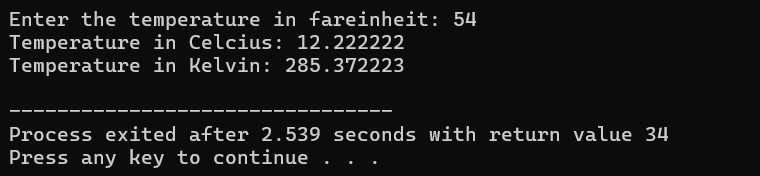 Enter the temperature in fareinheit: 54
Temperature in Celcius: 12.222222
Temperature in Kelvin: 285.372223
--------------------------------
Process exited after 2.539 seconds with return value 34
Press any key to continue . . .